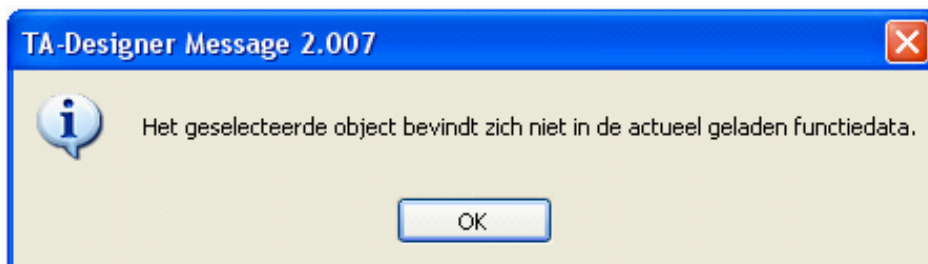 TA-Designer Message 2.007
Het geselecteerde object bevindt zich niet in de actueel geladen functiedata.
OK